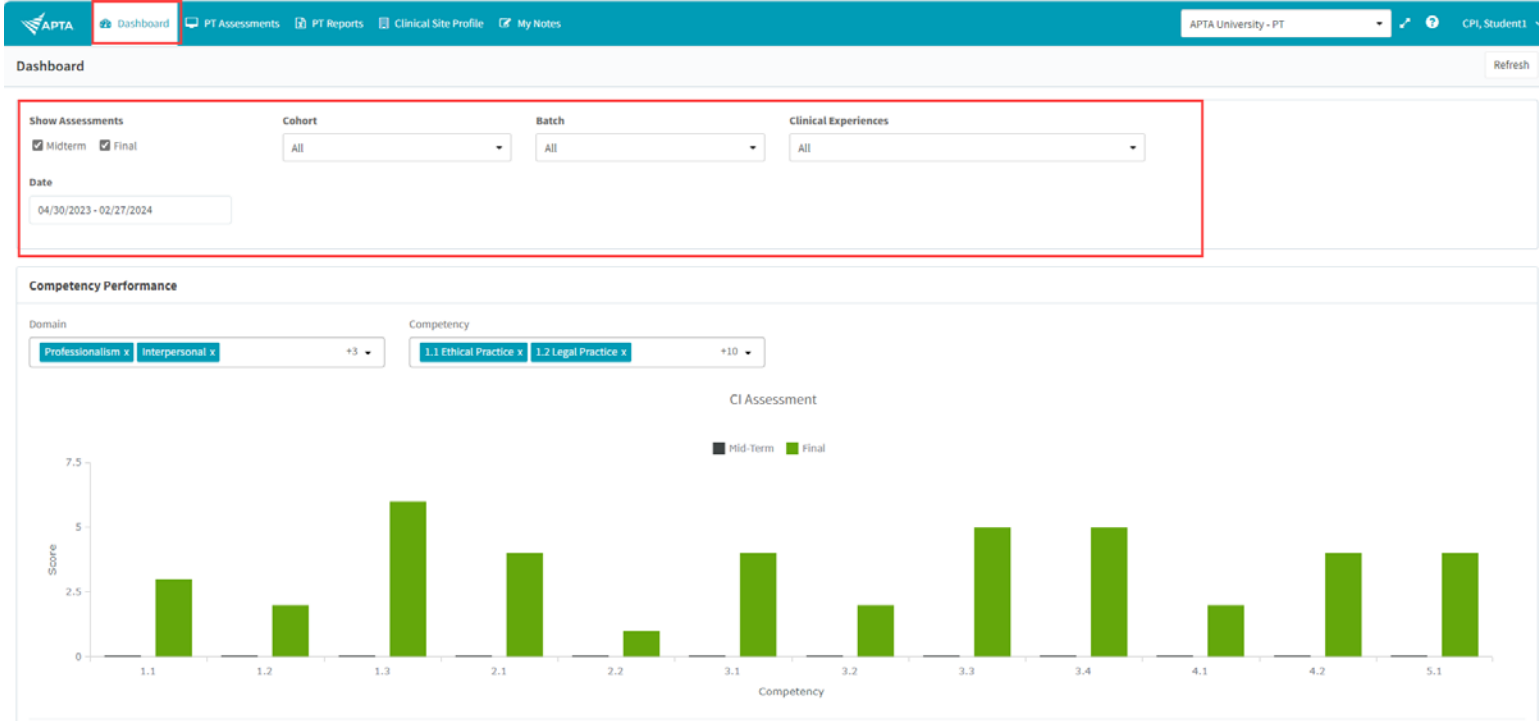 APTA Dashboard PT Assessments PT Reports Clinical Site Profile My Notes APTA University - PT CPI, Student1
Dashboard Refresh
Show Assessments Cohort Batch Clinical Experiences
Midterm Final All All All
Date
04/30/2023 - 02/27/2024
Competency Performance
Domain Competency
Professionalism x Interpersonal x +3 1.1 Ethical Practice x 1.2 Legal Practice x +10
CI Assessment
Mid-Term Final
7.5
5
Score
2.5
0
1.1 1.2 1.3 2.1 2.2 3.1 3.2 3.3 3.4 4.1 4.2 5.1
Competency